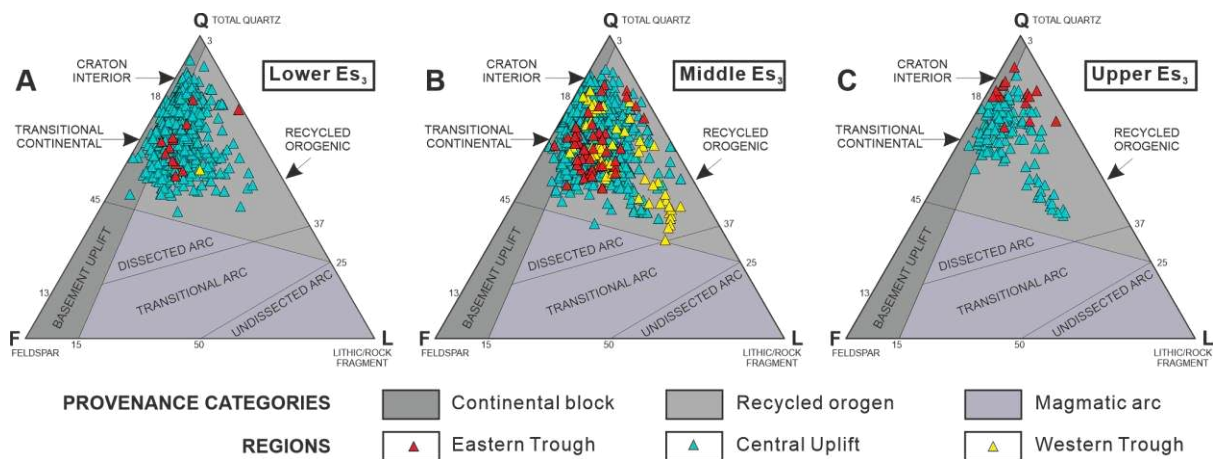 A
Q TOTAL QUARTZ
3
CRATON
INTERIOR
Lower Es3
18
TRANSITIONAL
CONTINENTAL
RECYCLED
OROGENIC
45
37
BASEMENT UPLIFT
DISSECTED ARC
25
TRANSITIONAL ARC
13
UNDISSECTED ARC
F
L
FELDSPAR
15
50
LITHIC/ROCK
FRAGMENT
B
Q TOTAL QUARTZ
3
CRATON
INTERIOR
Middle Es3
18
TRANSITIONAL
CONTINENTAL
RECYCLED
OROGENIC
45
37
BASEMENT UPLIFT
DISSECTED ARC
25
TRANSITIONAL ARC
13
UNDISSECTED ARC
F
L
FELDSPAR
15
50
LITHIC/ROCK
FRAGMENT
C
Q TOTAL QUARTZ
3
CRATON
INTERIOR
Upper Es3
18
TRANSITIONAL
CONTINENTAL
RECYCLED
OROGENIC
45
37
BASEMENT UPLIFT
DISSECTED ARC
25
TRANSITIONAL ARC
13
UNDISSECTED ARC
F
L
FELDSPAR
15
50
LITHIC/ROCK
FRAGMENT
PROVENANCE CATEGORIES Continental block Recycled orogen Magmatic arc
REGIONS Eastern Trough Central Uplift Western Trough